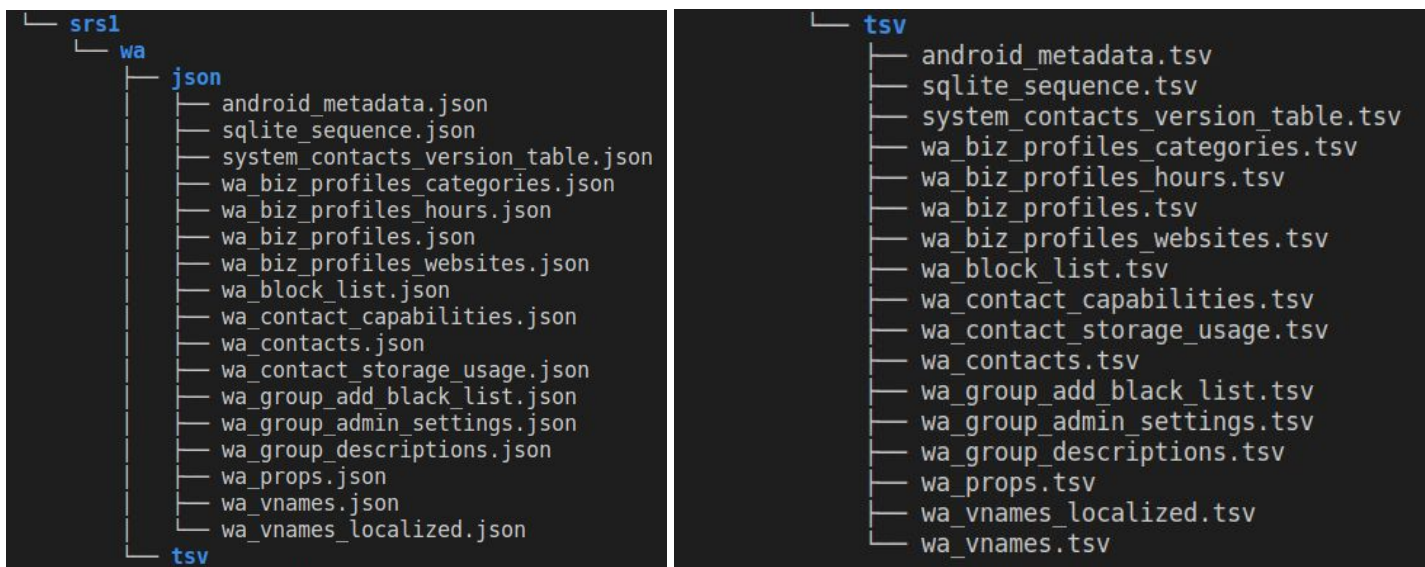 └── srs1
    └── wa
        ├── json
        │   ├── android_metadata.json
        │   ├── sqlite_sequence.json
        │   ├── system_contacts_version_table.json
        │   ├── wa_biz_profiles_categories.json
        │   ├── wa_biz_profiles_hours.json
        │   ├── wa_biz_profiles.json
        │   ├── wa_biz_profiles_websites.json
        │   ├── wa_block_list.json
        │   ├── wa_contact_capabilities.json
        │   ├── wa_contacts.json
        │   ├── wa_contact_storage_usage.json
        │   ├── wa_group_add_black_list.json
        │   ├── wa_group_admin_settings.json
        │   ├── wa_group_descriptions.json
        │   ├── wa_props.json
        │   ├── wa_vnames.json
        │   └── wa_vnames_localized.json
        └── tsv
└── tsv
    ├── android_metadata.tsv
    ├── sqlite_sequence.tsv
    ├── system_contacts_version_table.tsv
    ├── wa_biz_profiles_categories.tsv
    ├── wa_biz_profiles_hours.tsv
    ├── wa_biz_profiles.tsv
    ├── wa_biz_profiles_websites.tsv
    ├── wa_block_list.tsv
    ├── wa_contact_capabilities.tsv
    ├── wa_contact_storage_usage.tsv
    ├── wa_contacts.tsv
    ├── wa_group_add_black_list.tsv
    ├── wa_group_admin_settings.tsv
    ├── wa_group_descriptions.tsv
    ├── wa_props.tsv
    ├── wa_vnames_localized.tsv
    └── wa_vnames.tsv